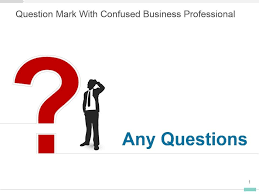 Question Mark With Confused Business Professional
?
Any Questions
1